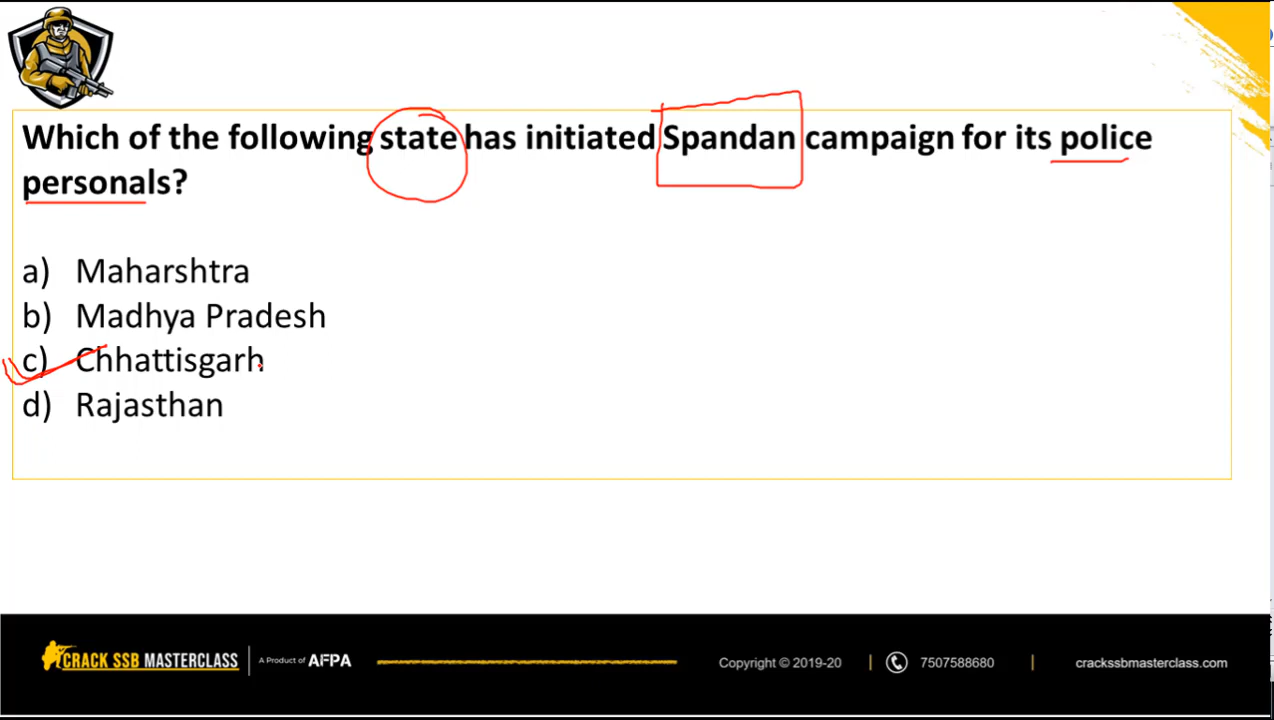 Which of the following state has initiated Spandan campaign for its police
personals?
a) Maharshtra
b) Madhya Pradesh
c) Chhattisgarh
d) Rajasthan
CRACK SSB MASTERCLASS A Product of AFPA Copyright © 2019-20 7507588680 crackssbmasterclass.com